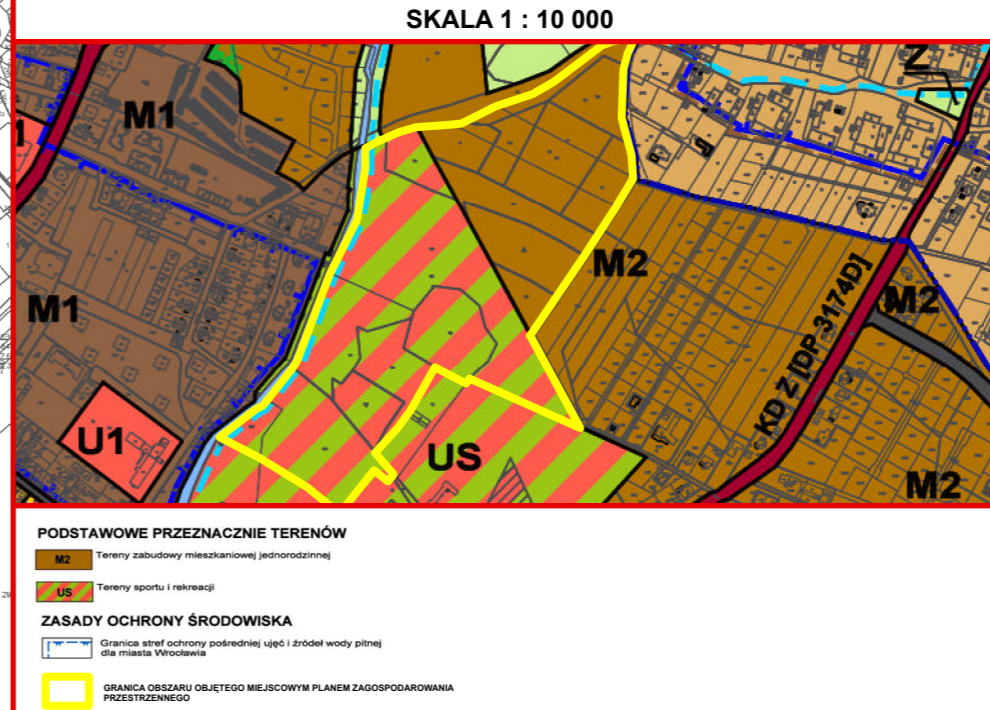 SKALA 1 : 10 000
Z
M1
M2
M1
M2
KD Z [DP 3174D]
U1
US
M2
PODSTAWOWE PRZEZNACZNIE TERENÓW
M2 Tereny zabudowy mieszkaniowej jednorodzinnej
US Tereny sportu i rekreacji
ZASADY OCHRONY ŚRODOWISKA
Granica stref ochrony pośredniej ujęć i źródeł wody pitnej
dla miasta Wrocławia
GRANICA OBSZARU OBJĘTEGO MIEJSCOWYM PLANEM ZAGOSPODAROWANIA
PRZESTRZENNEGO